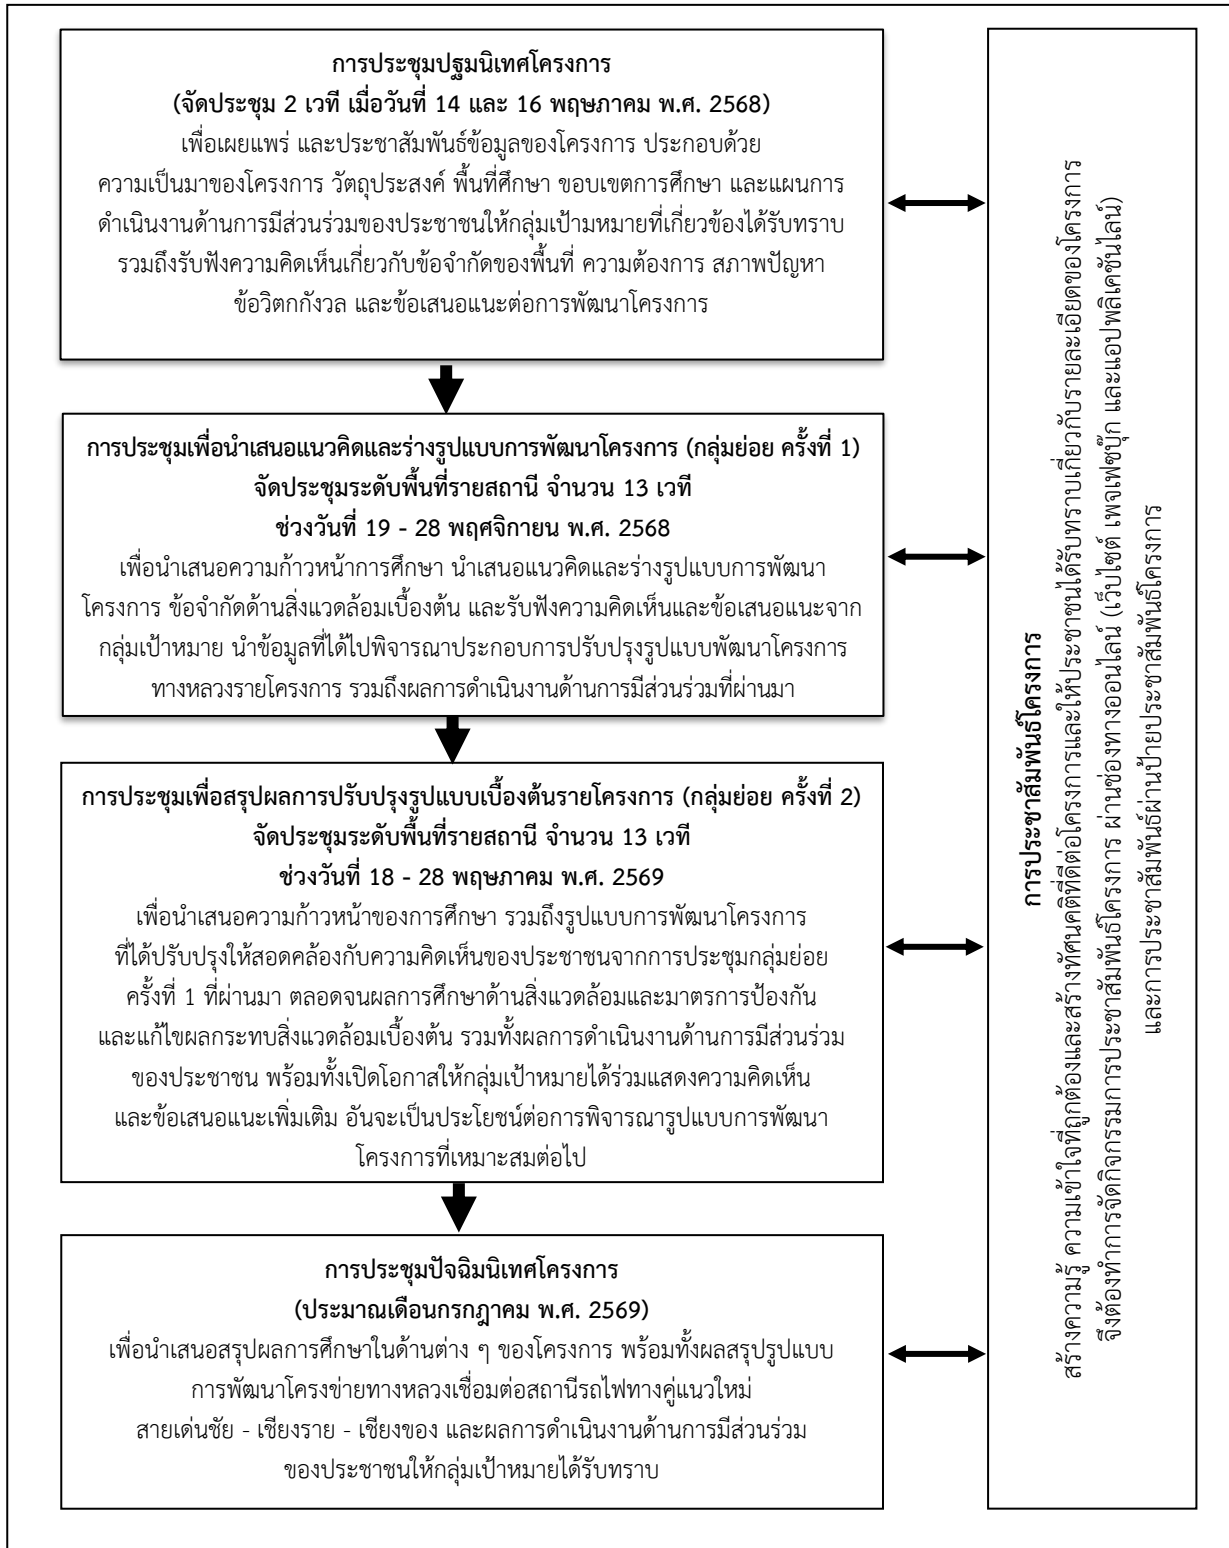 การประชุมปฐมนิเทศโครงการ
(จัดประชุม 2 เวที เมื่อวันที่ 14 และ 16 พฤษภาคม พ.ศ. 2568)
เพื่อเผยแพร่ และประชาสัมพันธ์ข้อมูลของโครงการ ประกอบด้วย
ความเป็นมาของโครงการ วัตถุประสงค์ พื้นที่ศึกษา ขอบเขตการศึกษา และแผนการ
ดำเนินงานด้านการมีส่วนร่วมของประชาชนให้กลุ่มเป้ามหมายที่เกี่ยวข้องได้รับทราบ
รวมถึงรับฟังความคิดเห็นเกี่ยวกับข้อจำกัดของพื้นที่ ความต้องการ สภาพปัญหา
ข้อวิตกกังวล และข้อเสนอแนะต่อการพัฒนาโครงการ
การประชุมเพื่อนำเสนอแนวคิดและร่างรูปแบบการพัฒนาโครงการ (กลุ่มย่อย ครั้งที่ 1)
จัดประชุมระดับพื้นที่รายสถานี จำนวน 13 เวที
ช่วงวันที่ 19 - 28 พฤศจิกายน พ.ศ. 2568
เพื่อนำเสนอความก้าวหน้าการศึกษา นำเสนอแนวคิดและร่างรูปแบบการพัฒนา
โครงการ ข้อจำกัดด้านสิ่งแวดล้อมเบื้องต้น และรับฟังความคิดเห็นและข้อเสนอแนะจาก
กลุ่มเป้าหมาย นำข้อมูลที่ได้ไปพิจารณาประกอบการปรับปรุงรูปแบบพัฒนาโครงการ
ทางหลวงรายโครงการ รวมถึงผลการดำเนินงานด้านการมีส่วนร่วมที่ผ่านมา
การประชุมเพื่อสรุปผลการปรับปรุงรูปแบบเบื้องต้นรายโครงการ (กลุ่มย่อย ครั้งที่ 2)
จัดประชุมระดับพื้นที่รายสถานี จำนวน 13 เวที
ช่วงวันที่ 18 - 28 พฤษภาคม พ.ศ. 2569
เพื่อนำเสนอความก้าวหน้าของการศึกษา รวมถึงรูปแบบการพัฒนาโครงการ
ที่ได้ปรับปรุงให้สอดคล้องกับความคิดเห็นของประชาชนจากการประชุมกลุ่มย่อย
ครั้งที่ 1 ที่ผ่านมา ตลอดจนผลการศึกษาด้านสิ่งแวดล้อมและมาตรการป้องกัน
และแก้ไขผลกระทบสิ่งแวดล้อมเบื้องต้น รวมทั้งผลการดำเนินงานด้านการมีส่วนร่วม
ของประชาชน พร้อมทั้งเปิดโอกาสให้กลุ่มเป้าหมายได้ร่วมแสดงความคิดเห็น
และข้อเสนอแนะเพิ่มเติม อันจะเป็นประโยชน์ต่อการพิจารณารูปแบบการพัฒนา
โครงการที่เหมาะสมต่อไป
การประชุมปัจฉิมนิเทศโครงการ
(ประมาณเดือนกรกฎาคม พ.ศ. 2569)
เพื่อนำเสนอสรุปผลการศึกษาในด้านต่าง ๆ ของโครงการ พร้อมทั้งผลสรุปรูปแบบ
การพัฒนาโครงข่ายทางหลวงเชื่อมต่อสถานีรถไฟทางคู่แนวใหม่
สายเด่นชัย - เชียงราย - เชียงของ และผลการดำเนินงานด้านการมีส่วนร่วม
ของประชาชนให้กลุ่มเป้าหมายได้รับทราบ
การประชาสัมพันธ์โครงการ
สร้างความรู้ ความเข้าใจที่ถูกต้องและสร้างทัศนคติที่ดีต่อโครงการและให้ประชาชนได้รับทราบเกี่ยวกับรายละเอียดของโครงการ
จึงต้องทำการจัดกิจกรรมการประชาสัมพันธ์โครงการ ผ่านช่องทางออนไลน์ (เว็บไซต์ เพจเฟซบุ๊ก และแอปพลิเคชันไลน์)
และการประชาสัมพันธ์ผ่านป้ายประชาสัมพันธ์โครงการ